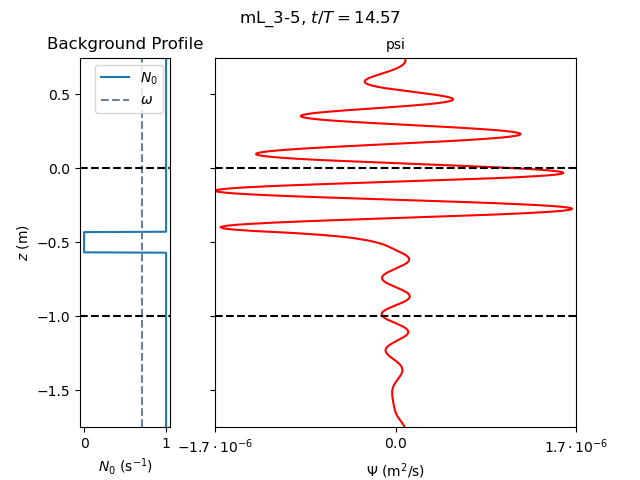 mL_3-5, t/T = 14.57
Background Profile
psi
N₀
ω
0.5
0.0
−0.5
−1.0
−1.5
z (m)
0 1
N₀ (s⁻¹)
−1.7 · 10⁻⁶ 0.0 1.7 · 10⁻⁶
Ψ (m²/s)